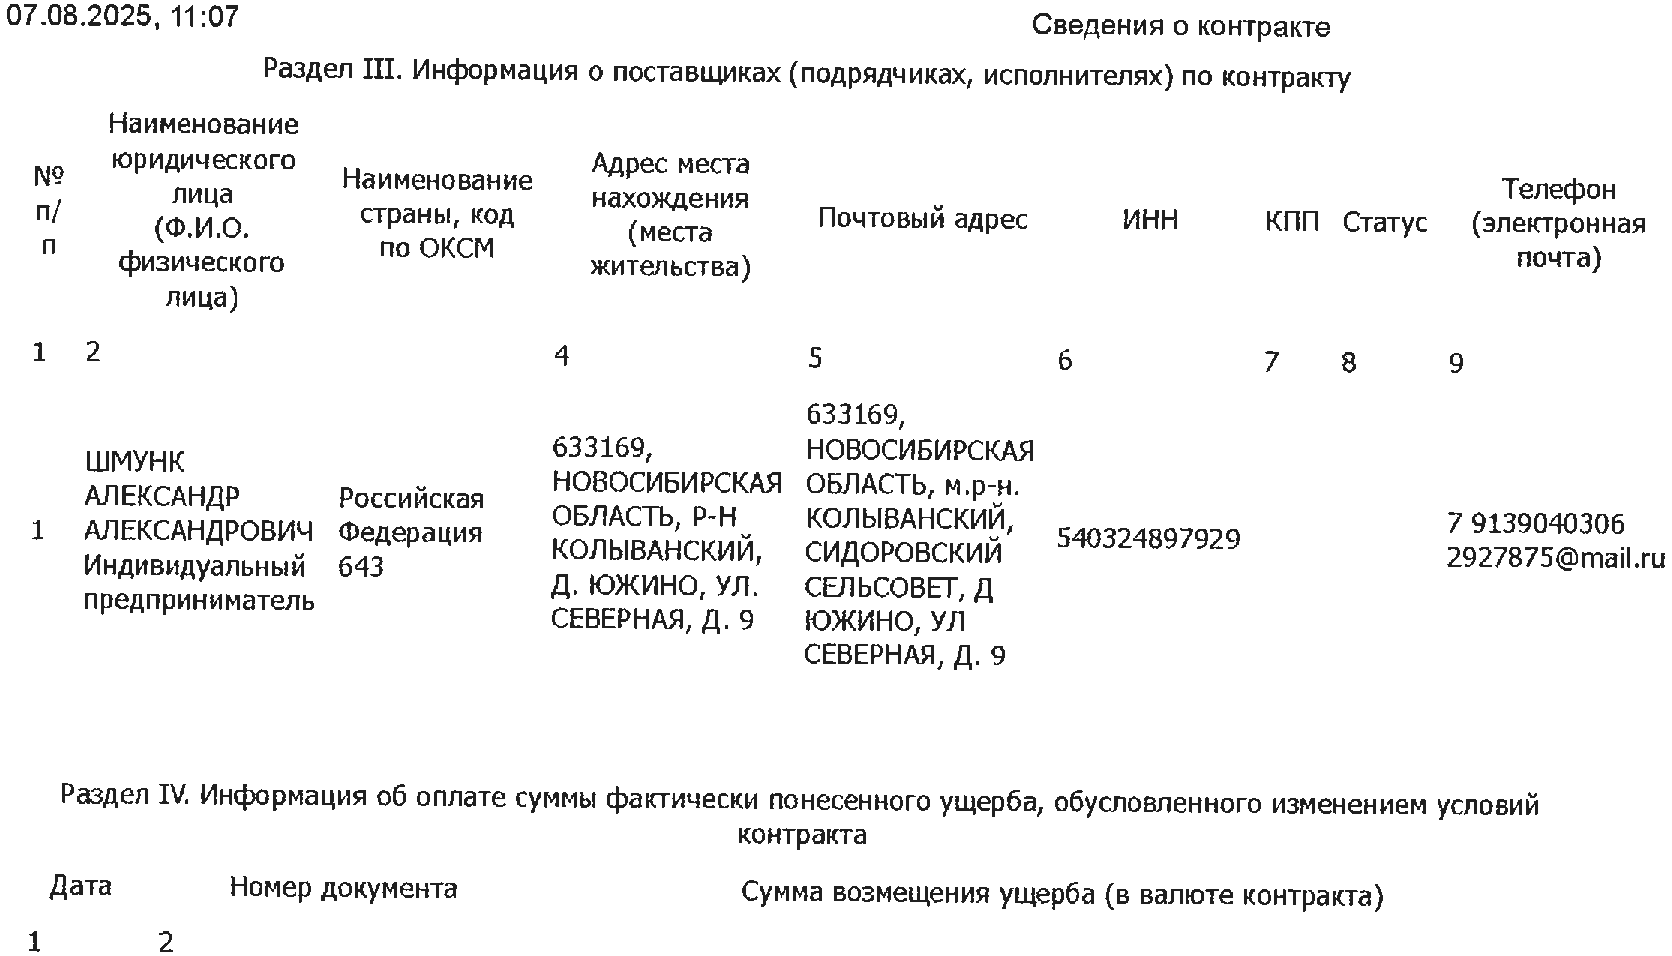 07.08.2025, 11:07
Сведения о контракте
Раздел III. Информация о поставщиках (подрядчиках, исполнителях) по контракту
№
п/
п
Наименование
юридического
лица
(Ф.И.О.
физического
лица)
Наименование
страны, код
по ОКСМ
Адрес места
нахождения
(места
жительства)
Почтовый адрес
ИНН
КПП
Статус
Телефон
(электронная
почта)
1
2
4
5
6
7
8
9
1
ШМУНК
АЛЕКСАНДР
АЛЕКСАНДРОВИЧ
Индивидуальный
предприниматель
Российская
Федерация
643
633169,
НОВОСИБИРСКАЯ
ОБЛАСТЬ, Р-Н
КОЛЫВАНСКИЙ,
Д. ЮЖИНО, УЛ.
СЕВЕРНАЯ, Д. 9
633169,
НОВОСИБИРСКАЯ
ОБЛАСТЬ, м.р-н.
КОЛЫВАНСКИЙ,
СИДОРОВСКИЙ
СЕЛЬСОВЕТ, Д
ЮЖИНО, УЛ
СЕВЕРНАЯ, Д. 9
540324897929
7 9139040306
2927875@mail.ru
Раздел IV. Информация об оплате суммы фактически понесенного ущерба, обусловленного изменением условий
контракта
Дата
Номер документа
Сумма возмещения ущерба (в валюте контракта)
1
2